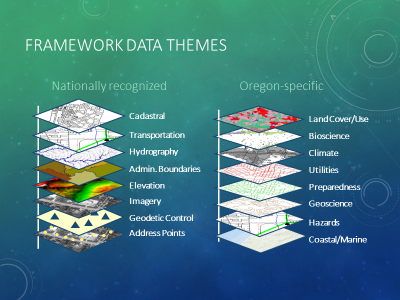 FRAMEWORK DATA THEMES
Nationally recognized
Cadastral
Transportation
Hydrography
Admin. Boundaries
Elevation
Imagery
Geodetic Control
Address Points
Oregon-specific
Land Cover/Use
Bioscience
Climate
Utilities
Preparedness
Geoscience
Hazards
Coastal/Marine